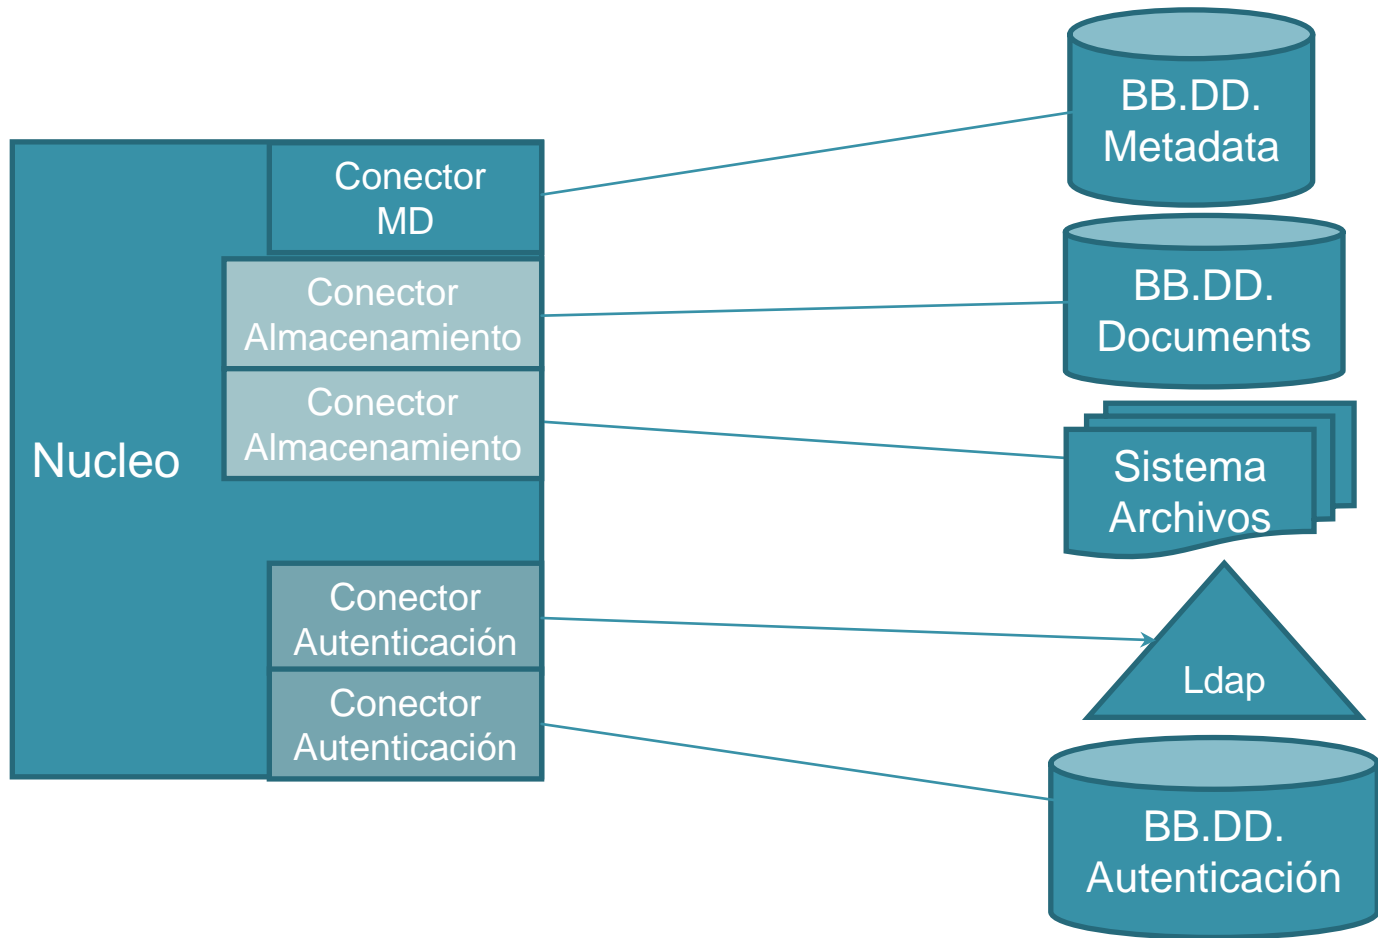 Nucleo
Conector
MD
Conector
Almacenamiento
Conector
Almacenamiento
Conector
Autenticación
Conector
Autenticación
BB.DD.
Metadata
BB.DD.
Documents
Sistema
Archivos
Ldap
BB.DD.
Autenticación